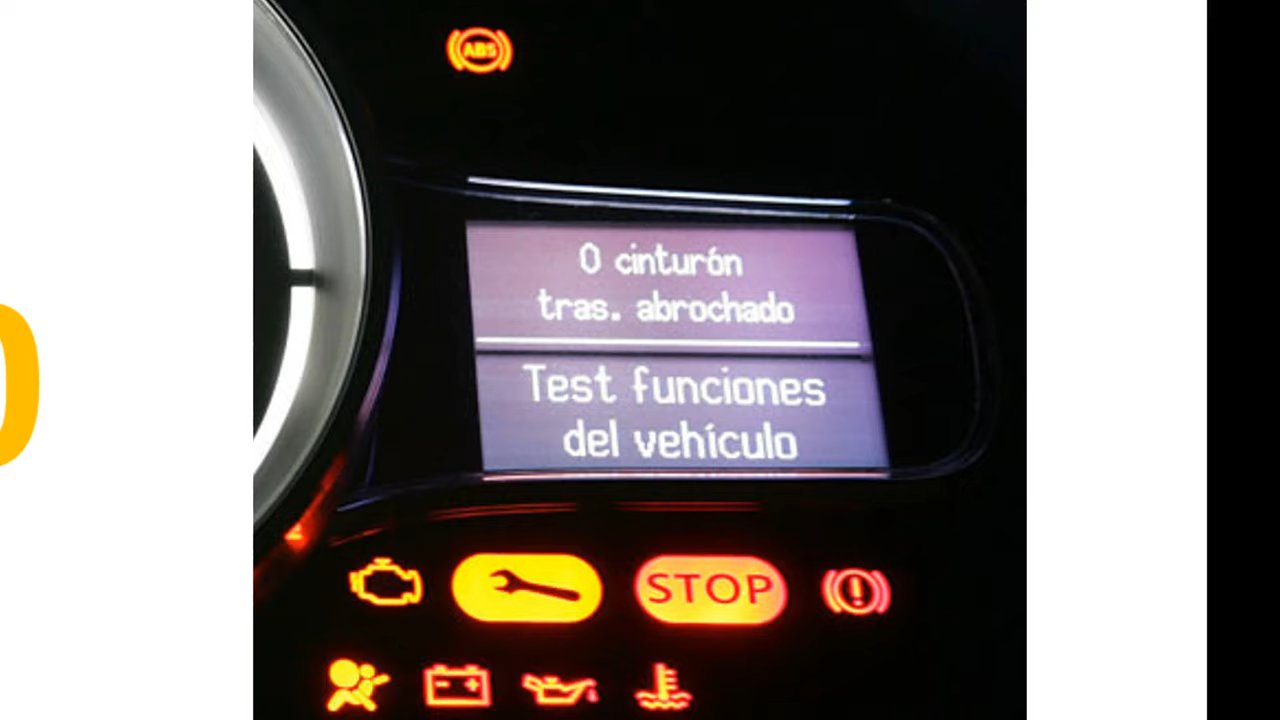 ABS
0 cinturón
tras. abrochado
Test funciones
del vehículo
STOP